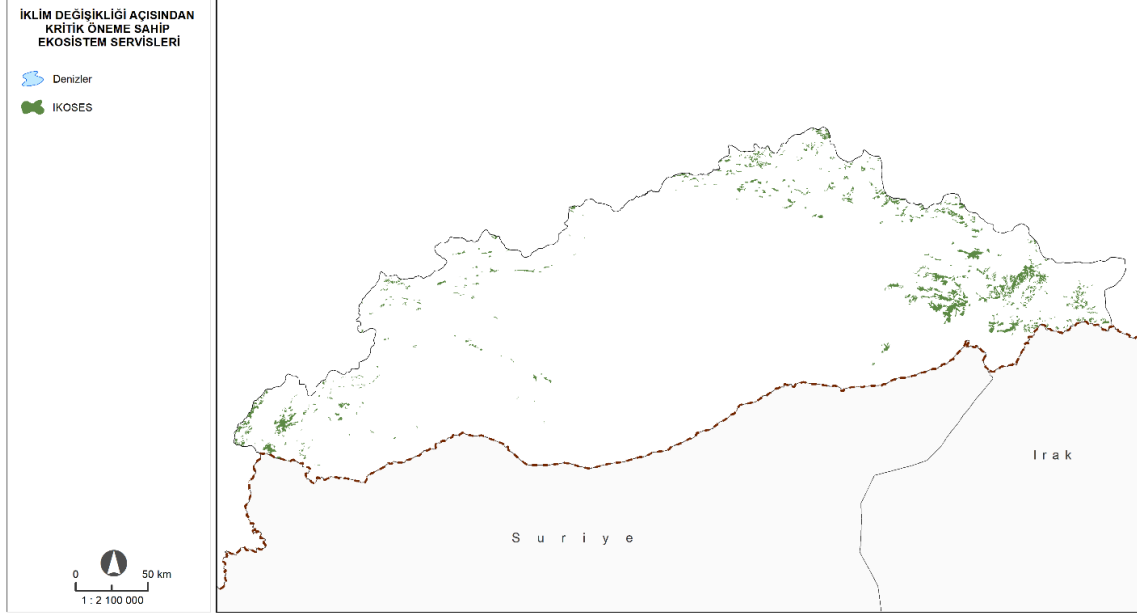 İKLİM DEĞİŞİKLİĞİ AÇISINDAN
KRİTİK ÖNEME SAHİP
EKOSİSTEM SERVİSLERİ
Denizler
IKOSES
Irak
Suriye
0 50 km
1 : 2 100 000